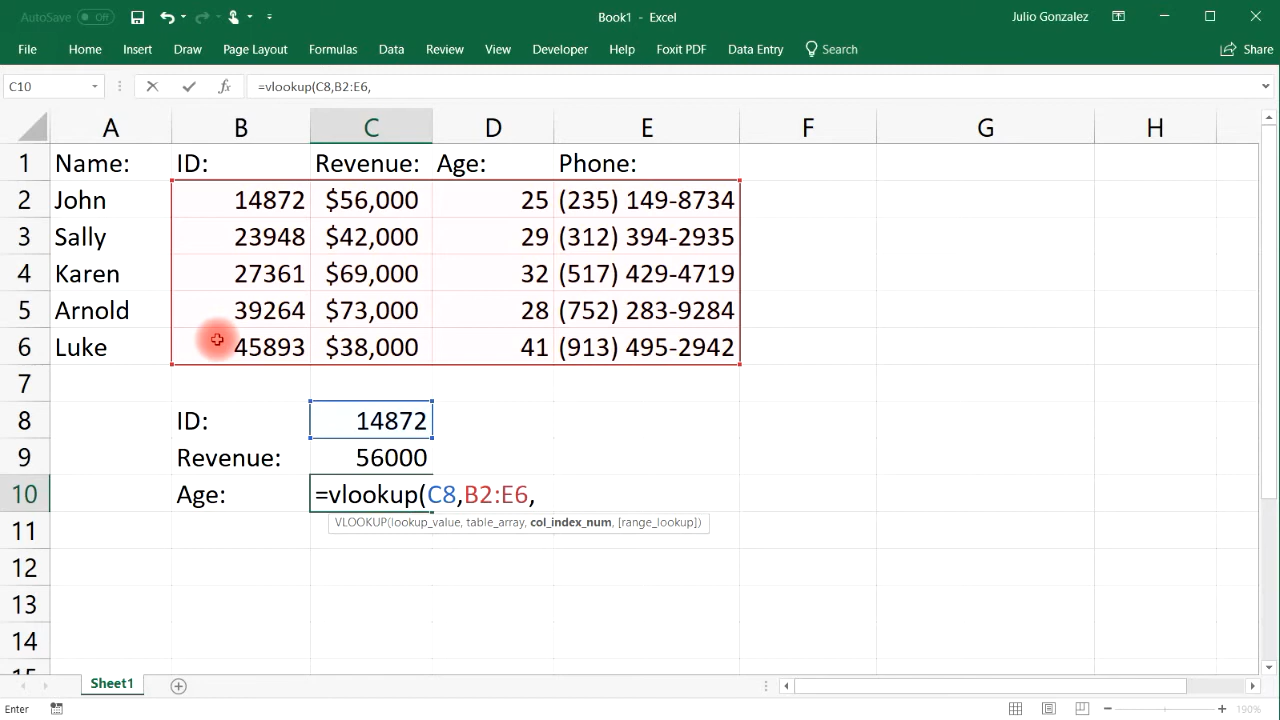 AutoSave Off Book1 - Excel Julio Gonzalez
File Home Insert Draw Page Layout Formulas Data Review View Developer Help Foxit PDF Data Entry Search Share
C10 fx =vlookup(C8,B2:E6,
A B C D E F G H
1 Name: ID: Revenue: Age: Phone:
2 John 14872 $56,000 25 (235) 149-8734
3 Sally 23948 $42,000 29 (312) 394-2935
4 Karen 27361 $69,000 32 (517) 429-4719
5 Arnold 39264 $73,000 28 (752) 283-9284
6 Luke 45893 $38,000 41 (913) 495-2942
7
8 ID: 14872
9 Revenue: 56000
10 Age: =vlookup(C8,B2:E6,
11 VLOOKUP(lookup_value, table_array, col_index_num, [range_lookup])
12
13
14
15
Sheet1
Enter 190%